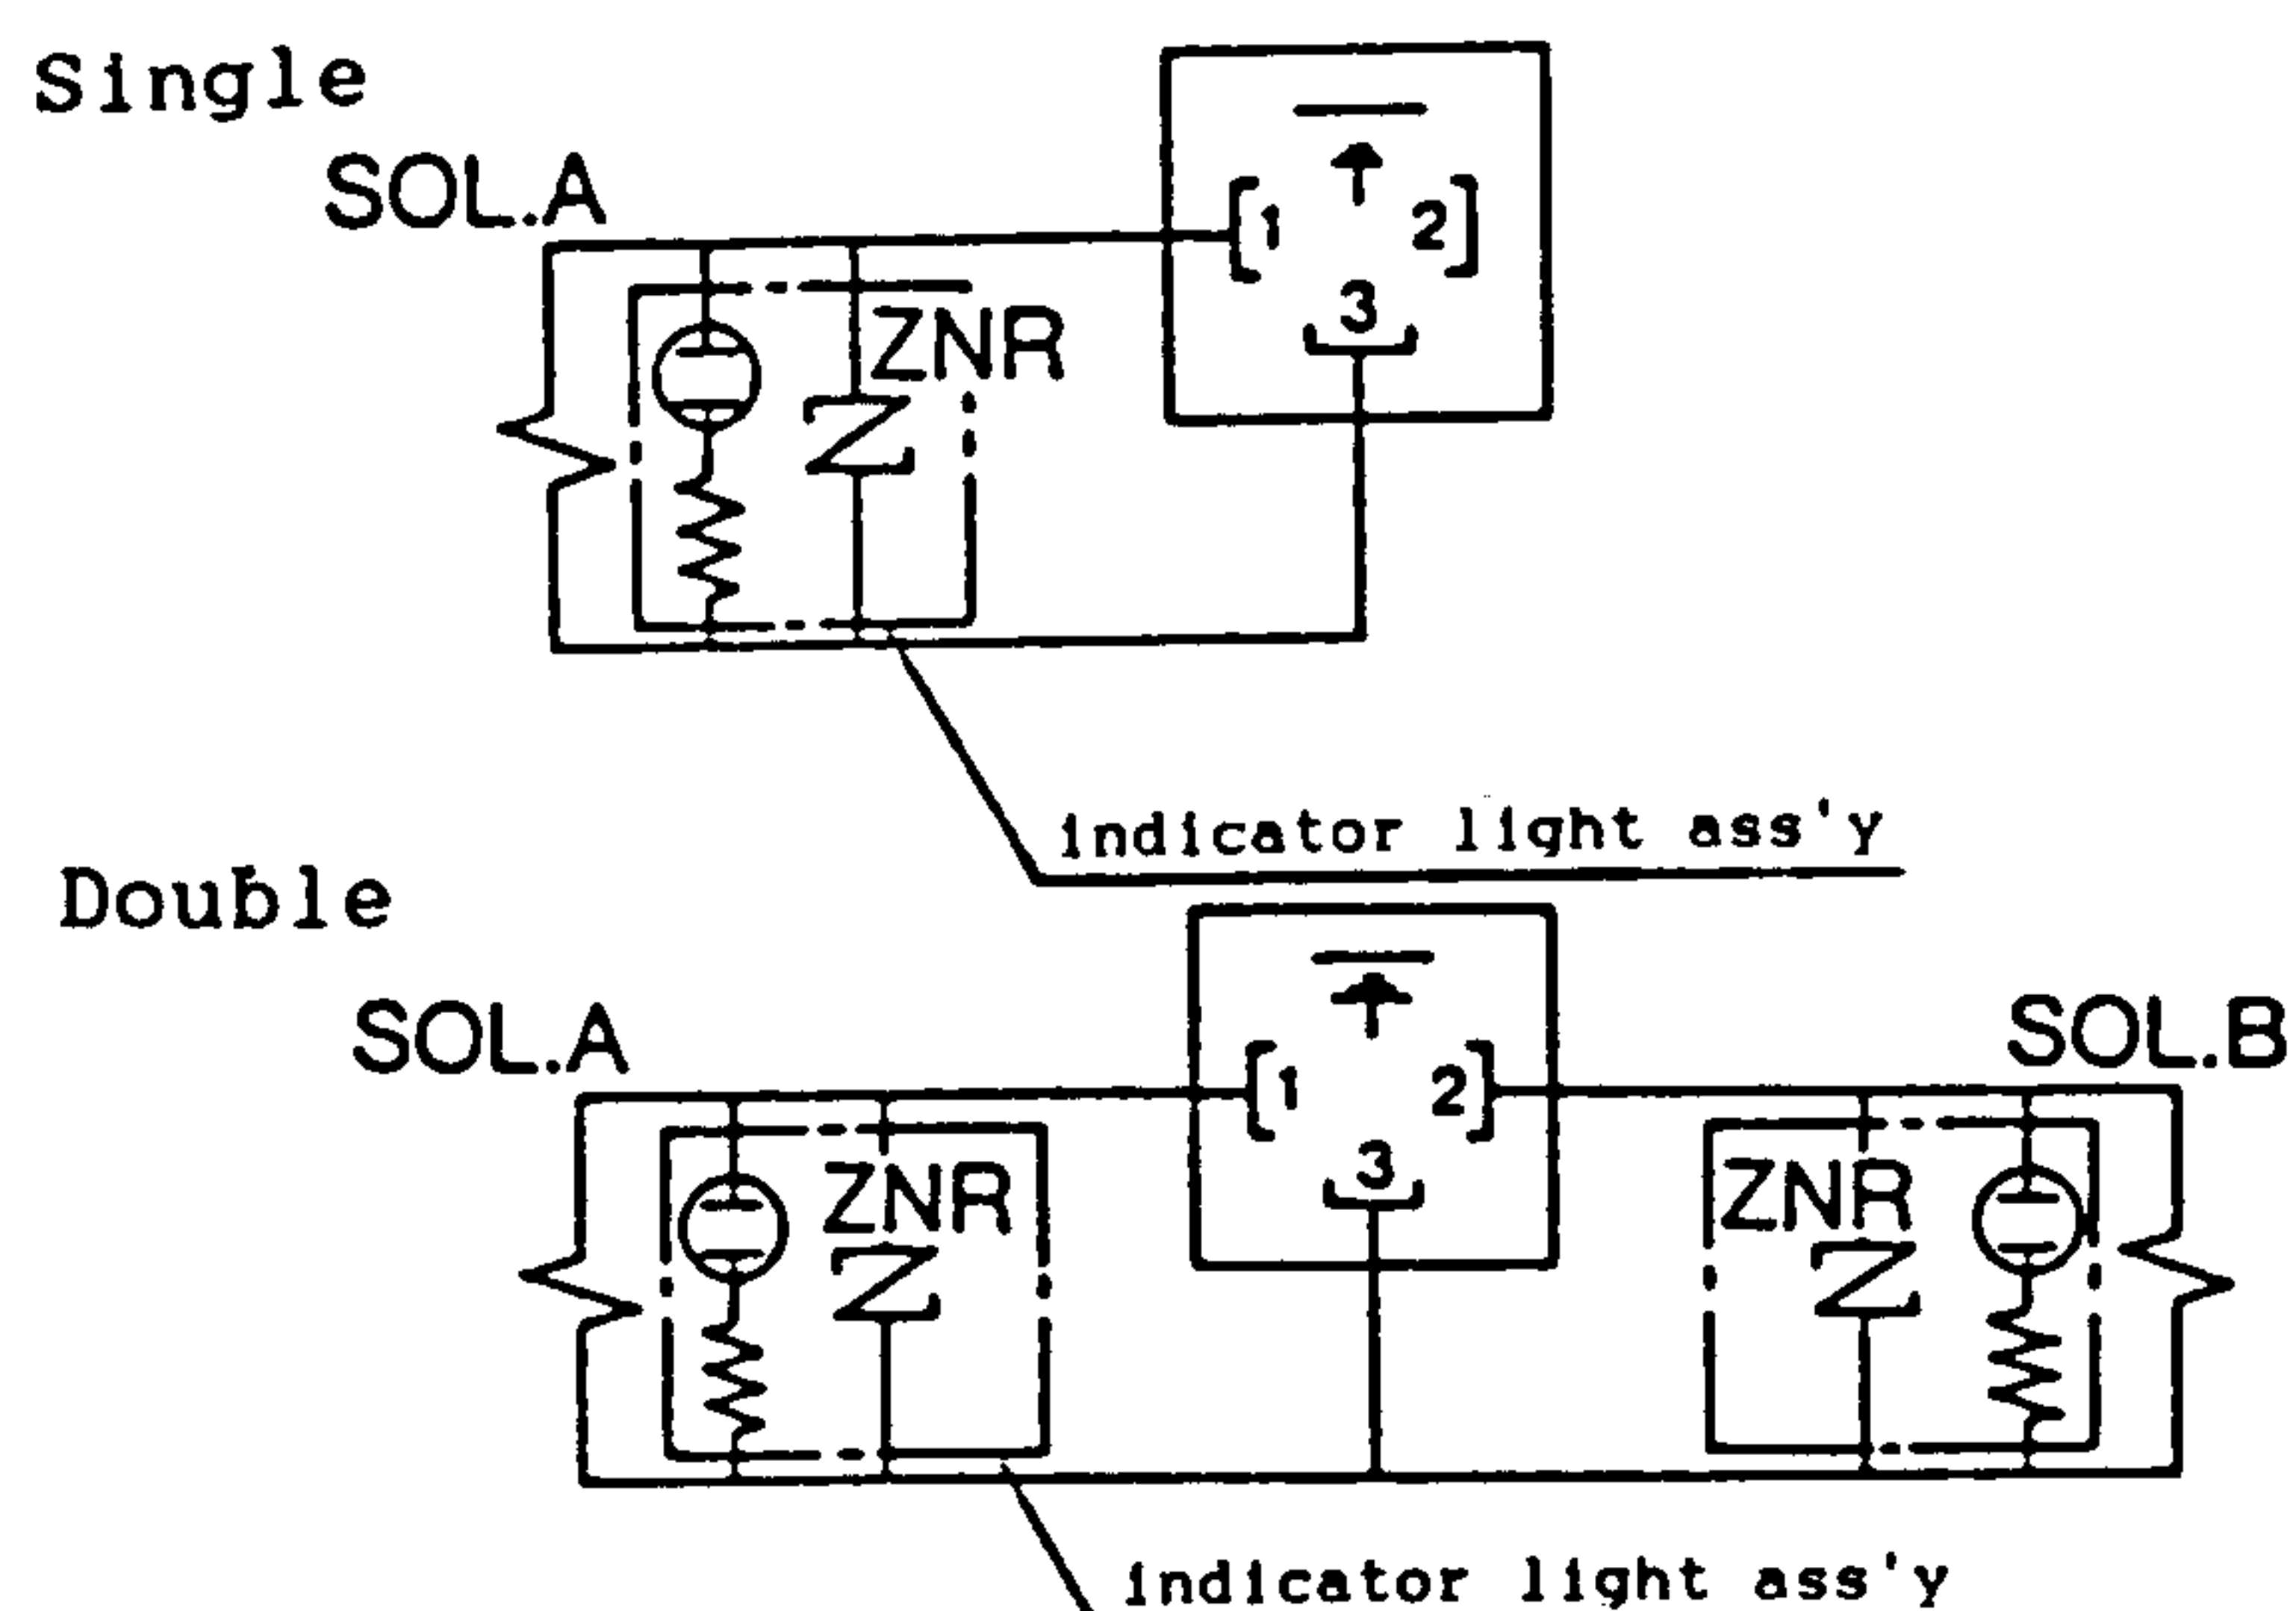 Single
SOL.A
1 2
3
ZNR
indicator light ass'y
Double
SOL.A
SOL.B
1 2
3
ZNR
ZNR
indicator light ass'y